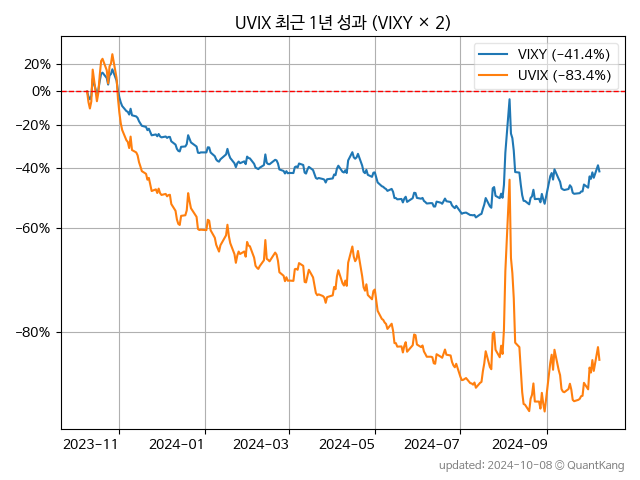 UVIX 최근 1년 성과 (VIXY × 2)
VIXY (−41.4%)
UVIX (−83.4%)
20%
0%
−20%
−40%
−60%
−80%
2023−11 2024−01 2024−03 2024−05 2024−07 2024−09
updated: 2024-10-08 © QuantKang